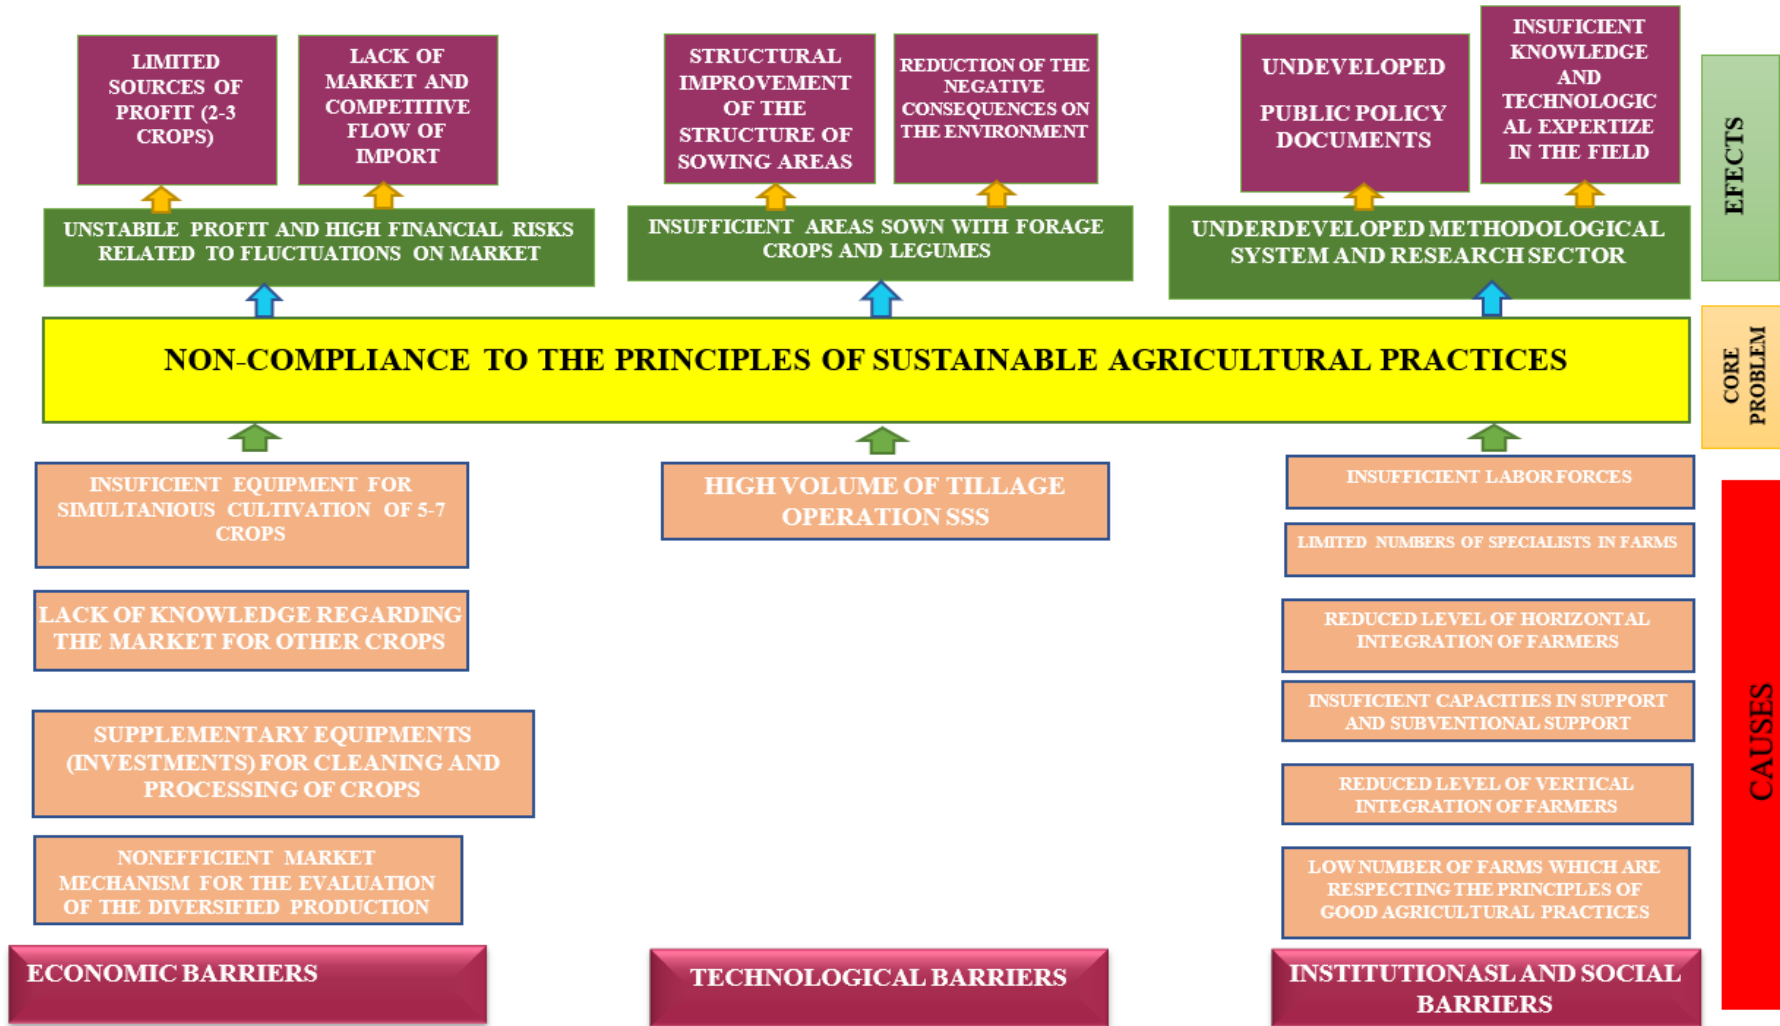 LIMITED
SOURCES OF
PROFIT (2-3
CROPS)
LACK OF
MARKET AND
COMPETITIVE
FLOW OF
IMPORT
STRUCTURAL
IMPROVEMENT
OF THE
STRUCTURE OF
SOWING AREAS
REDUCTION OF THE
NEGATIVE
CONSEQUENCES ON
THE ENVIRONMENT
UNDEVELOPED
PUBLIC POLICY
DOCUMENTS
INSUFICIENT
KNOWLEDGE
AND
TECHNOLOGIC
AL EXPERTIZE
IN THE FIELD
EFECTS
UNSTABILE PROFIT AND HIGH FINANCIAL RISKS
RELATED TO FLUCTUATIONS ON MARKET
INSUFFICIENT AREAS SOWN WITH FORAGE
CROPS AND LEGUMES
UNDERDEVELOPED METHODOLOGICAL
SYSTEM AND RESEARCH SECTOR
NON-COMPLIANCE TO THE PRINCIPLES OF SUSTAINABLE AGRICULTURAL PRACTICES
CORE
PROBLEM
INSUFICIENT EQUIPMENT FOR
SIMULTANIOUS CULTIVATION OF 5-7
CROPS
LACK OF KNOWLEDGE REGARDING
THE MARKET FOR OTHER CROPS
SUPPLEMENTARY EQUIPMENTS
(INVESTMENTS) FOR CLEANING AND
PROCESSING OF CROPS
NONEFFICIENT MARKET
MECHANISM FOR THE EVALUATION
OF THE DIVERSIFIED PRODUCTION
HIGH VOLUME OF TILLAGE
OPERATION SSS
INSUFFICIENT LABOR FORCES
LIMITED NUMBERS OF SPECIALISTS IN FARMS
REDUCED LEVEL OF HORIZONTAL
INTEGRATION OF FARMERS
INSUFICIENT CAPACITIES IN SUPPORT
AND SUBVENTIONAL SUPPORT
REDUCED LEVEL OF VERTICAL
INTEGRATION OF FARMERS
LOW NUMBER OF FARMS WHICH ARE
RESPECTING THE PRINCIPLES OF
GOOD AGRICULTURAL PRACTICES
CAUSES
ECONOMIC BARRIERS
TECHNOLOGICAL BARRIERS
INSTITUTIONASL AND SOCIAL
BARRIERS